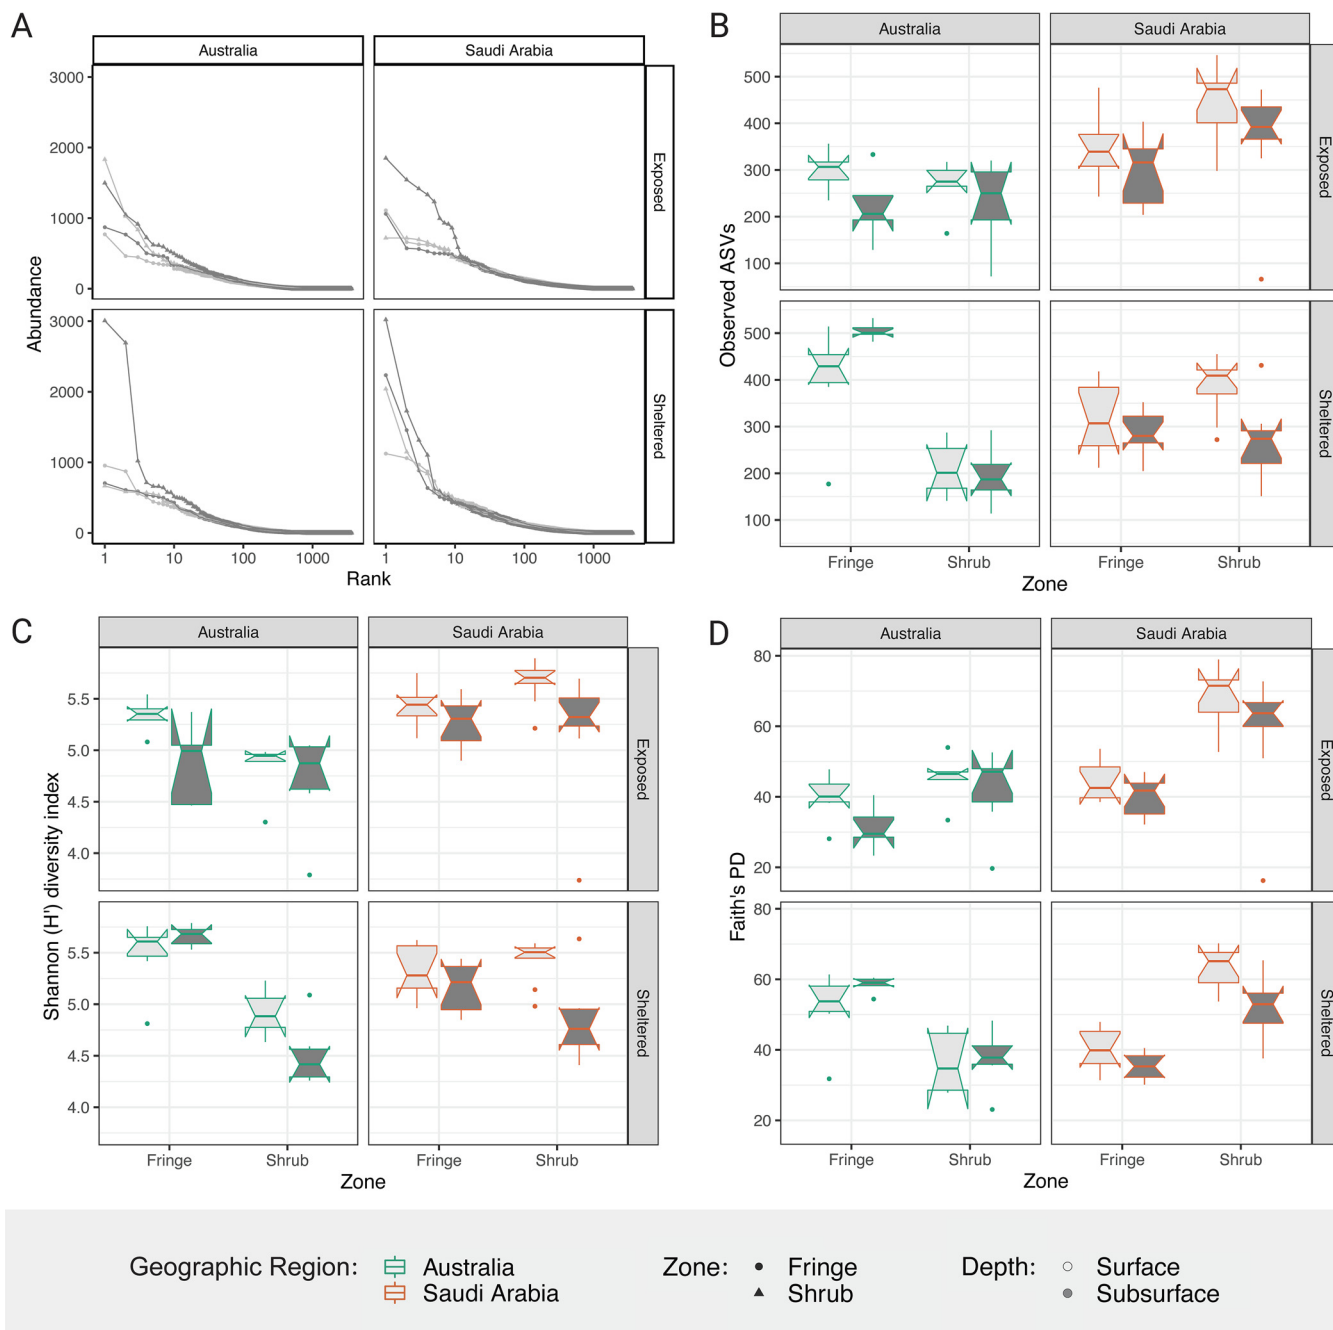 A
Australia
Saudi Arabia
3000
2000
1000
0
Exposed
3000
2000
1000
0
Sheltered
Abundance
1
10
100
1000
1
10
100
1000
Rank
B
Australia
Saudi Arabia
500
400
300
200
100
Exposed
500
400
300
200
100
Sheltered
Observed ASVs
Fringe
Shrub
Fringe
Shrub
Zone
C
Australia
Saudi Arabia
5.5
5.0
4.5
4.0
Exposed
5.5
5.0
4.5
4.0
Sheltered
Shannon (H') diversity index
Fringe
Shrub
Fringe
Shrub
Zone
D
Australia
Saudi Arabia
80
60
40
20
Exposed
80
60
40
20
Sheltered
Faith's PD
Fringe
Shrub
Fringe
Shrub
Zone
Geographic Region:
Australia
Saudi Arabia
Zone:
Fringe
Shrub
Depth:
Surface
Subsurface